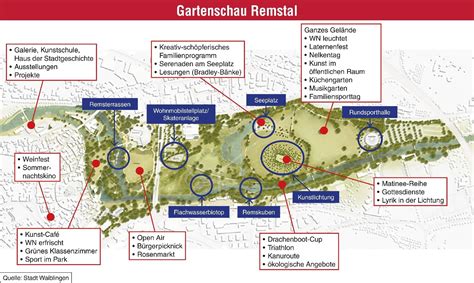 Gartenschau Remstal
• Galerie, Kunstschule,
Haus der Stadtgeschichte
• Ausstellungen
• Projekte
• Kreativ-schöpferisches
Familienprogramm
• Serenaden am Seeplatz
• Lesungen (Bradley-Bänke)
Ganzes Gelände
• WN leuchtet
• Laternenfest
• Nelkentag
• Kunst im
öffentlichen Raum
• Küchengarten
• Musikgarten
• Familiensporttag
Remsterrassen
Wohnmobilstellplatz/
Skateranlage
Seeplatz
Rundsporthalle
• Weinfest
• Sommer-
nachtskino
• Matinee-Reihe
• Gottesdienste
• Lyrik in der Lichtung
Flachwasserbiotop
Remskuben
Kunstlichtung
• Kunst-Café
• WN erfrischt
• Grünes Klassenzimmer
• Sport im Park
• Open Air
• Bürgerpicknick
• Rosenmarkt
• Drachenboot-Cup
• Triathlon
• Kanuroute
• ökologische Angebote
Quelle: Stadt Waiblingen